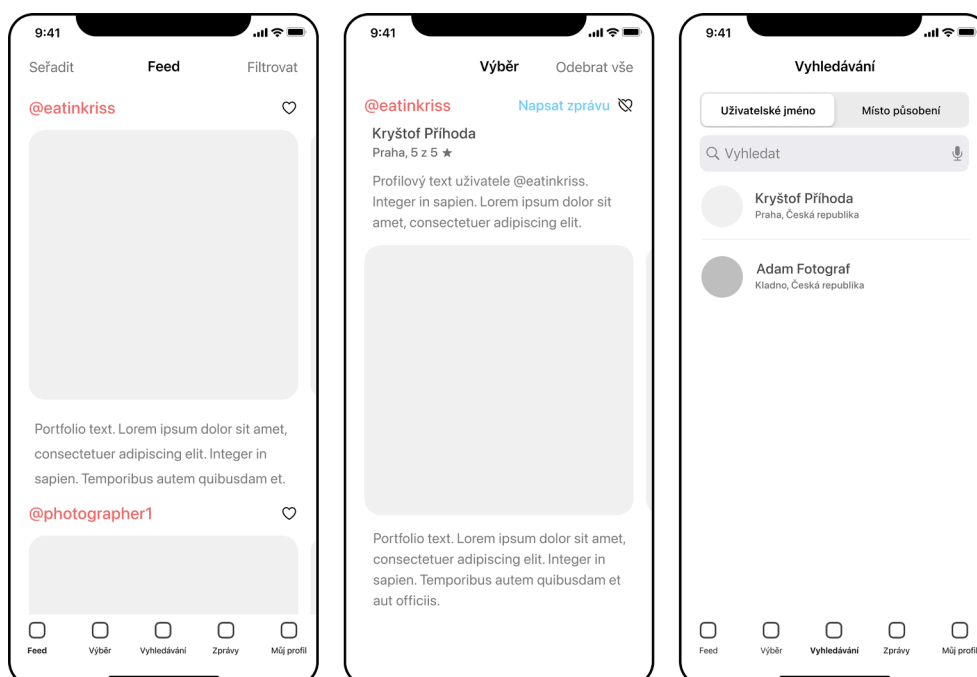 9:41
Seřadit Feed Filtrovat
@eatinkriss
Portfolio text. Lorem ipsum dolor sit amet,
consectetuer adipiscing elit. Integer in
sapien. Temporibus autem quibusdam et.
@photographer1
Feed Výběr Vyhledávání Zprávy Můj profil
9:41
Výběr Odebrat vše
@eatinkriss Napsat zprávu
Kryštof Příhoda
Praha, 5 z 5 ★
Profilový text uživatele @eatinkriss.
Integer in sapien. Lorem ipsum dolor sit
amet, consectetuer adipiscing elit.
Portfolio text. Lorem ipsum dolor sit amet,
consectetuer adipiscing elit. Integer in
sapien. Temporibus autem quibusdam et
aut officiis.
9:41
Vyhledávání
Uživatelské jméno Místo působení
Vyhledat
Kryštof Příhoda
Praha, Česká republika
Adam Fotograf
Kladno, Česká republika
Feed Výběr Vyhledávání Zprávy Můj profil